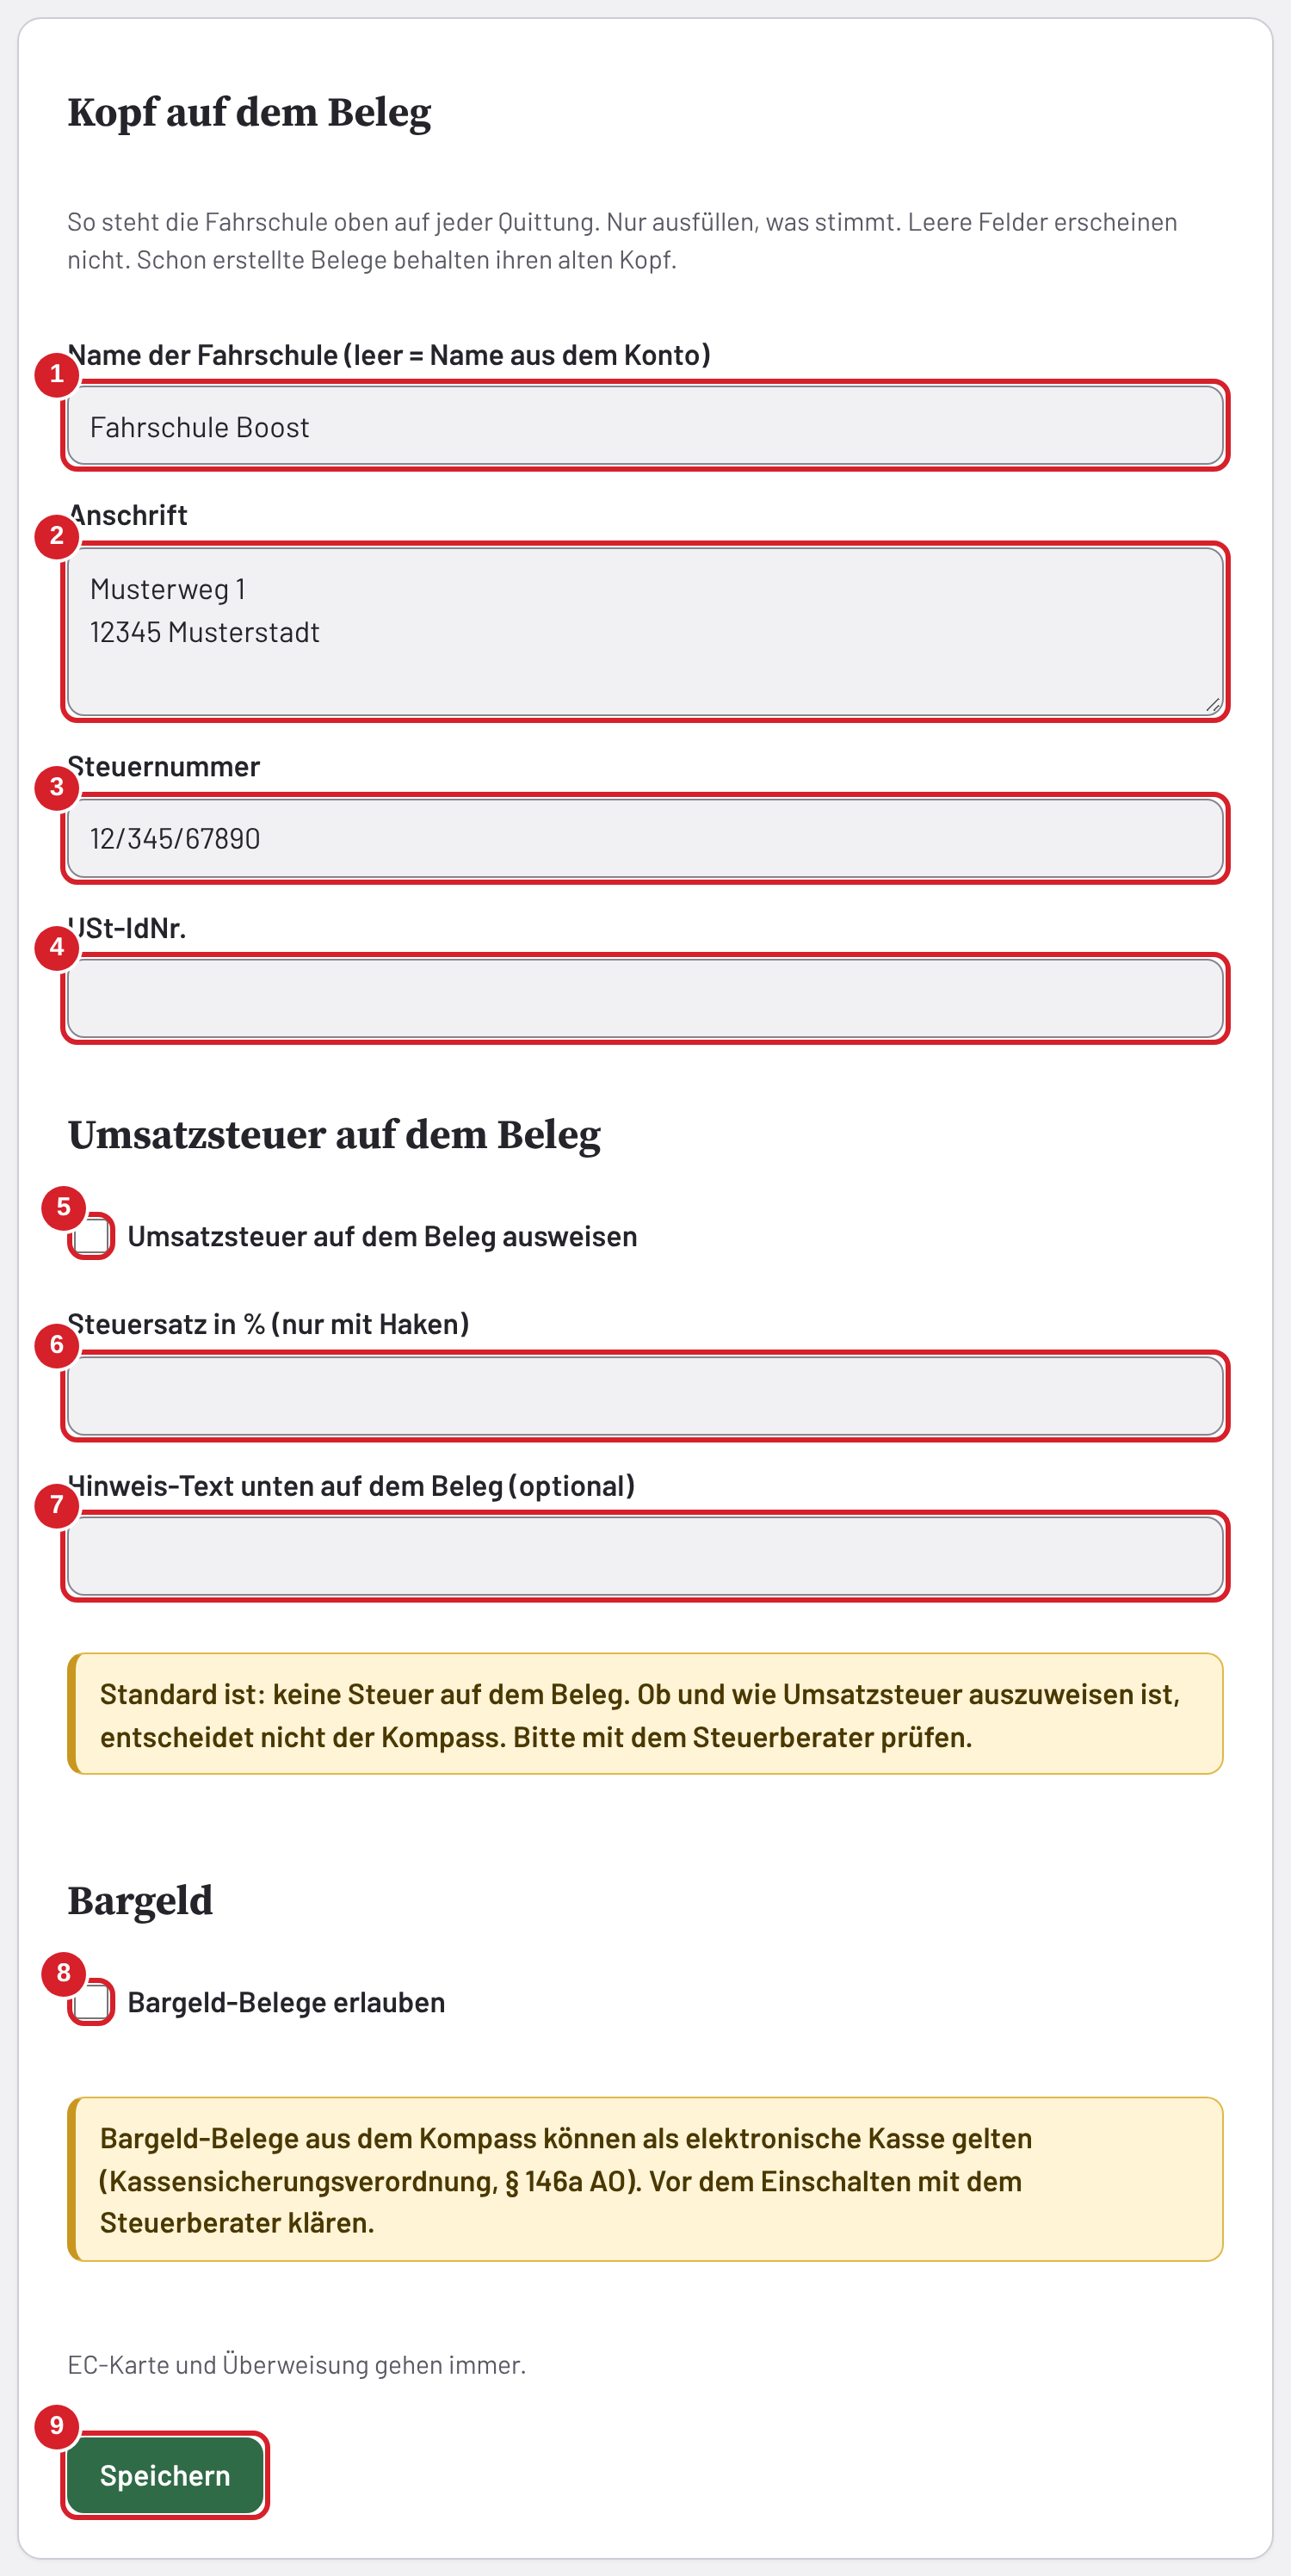 Kopf auf dem Beleg
So steht die Fahrschule oben auf jeder Quittung. Nur ausfüllen, was stimmt. Leere Felder erscheinen
nicht. Schon erstellte Belege behalten ihren alten Kopf.
Name der Fahrschule (leer = Name aus dem Konto)
1
Fahrschule Boost
Anschrift
2
Musterweg 1
12345 Musterstadt
Steuernummer
3
12/345/67890
USt-IdNr.
4
Umsatzsteuer auf dem Beleg
5
Umsatzsteuer auf dem Beleg ausweisen
Steuersatz in % (nur mit Haken)
6
Hinweis-Text unten auf dem Beleg (optional)
7
Standard ist: keine Steuer auf dem Beleg. Ob und wie Umsatzsteuer auszuweisen ist,
entscheidet nicht der Kompass. Bitte mit dem Steuerberater prüfen.
Bargeld
8
Bargeld-Belege erlauben
Bargeld-Belege aus dem Kompass können als elektronische Kasse gelten
(Kassensicherungsverordnung, § 146a AO). Vor dem Einschalten mit dem
Steuerberater klären.
EC-Karte und Überweisung gehen immer.
9
Speichern